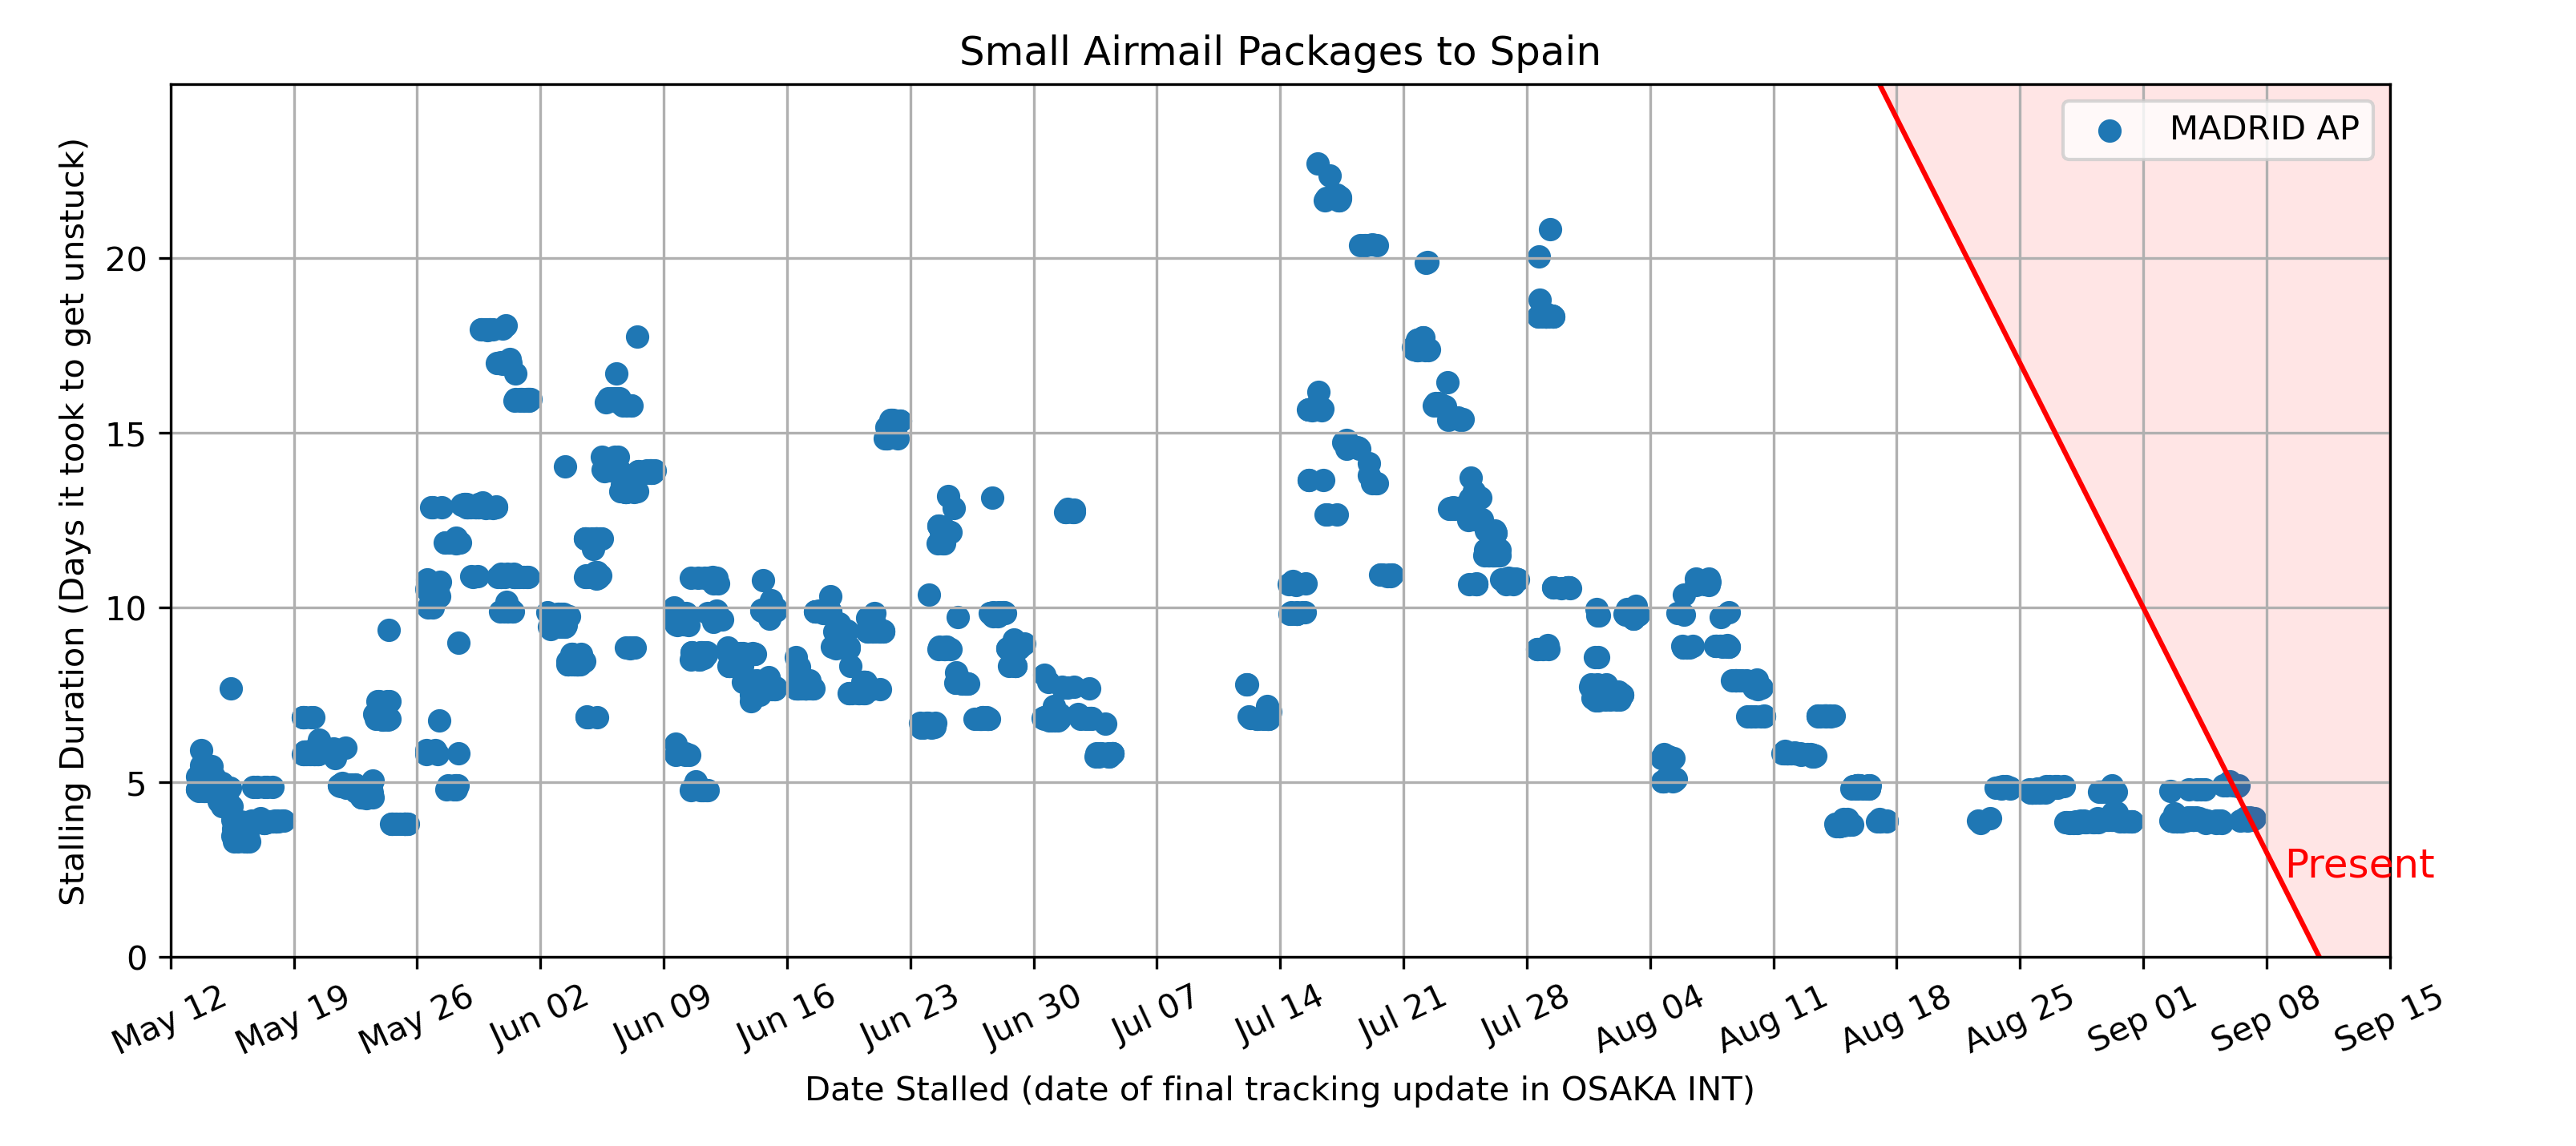 Small Airmail Packages to Spain
MADRID AP
Stalling Duration (Days it took to get unstuck)
20
15
10
5
0
Present
May 12
May 19
May 26
Jun 02
Jun 09
Jun 16
Jun 23
Jun 30
Jul 07
Jul 14
Jul 21
Jul 28
Aug 04
Aug 11
Aug 18
Aug 25
Sep 01
Sep 08
Sep 15
Date Stalled (date of final tracking update in OSAKA INT)